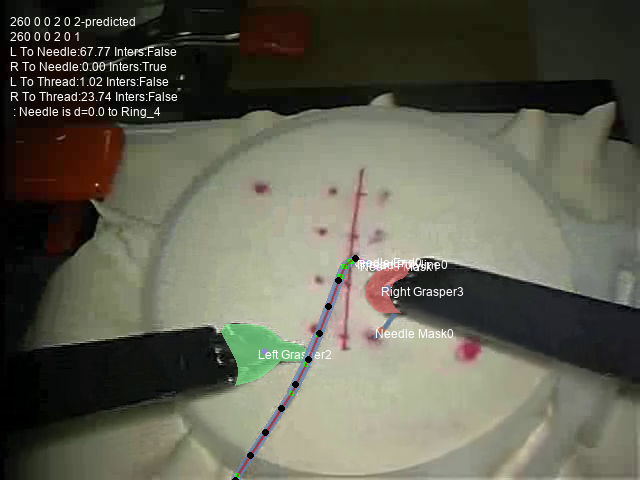 260 0 0 2 0 2-predicted
260 0 0 2 0 1
L To Needle:67.77 Inters:False
R To Needle:0.00 Inters:True
L To Thread:1.02 Inters:False
R To Thread:23.74 Inters:False
: Needle is d=0.0 to Ring_4
Right Grasper3
Needle Mask0
Left Grasper2